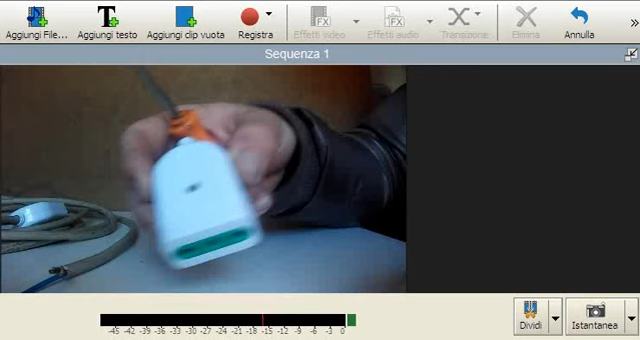 Aggiungi File... Aggiungi testo Aggiungi clip vuota Registra Effetti video Effetti audio Transizione Elimina Annulla
Sequenza 1
-45 -42 -39 -36 -33 -30 -27 -24 -21 -18 -15 -12 -9 -6 -3 0
Dividi Istantanea